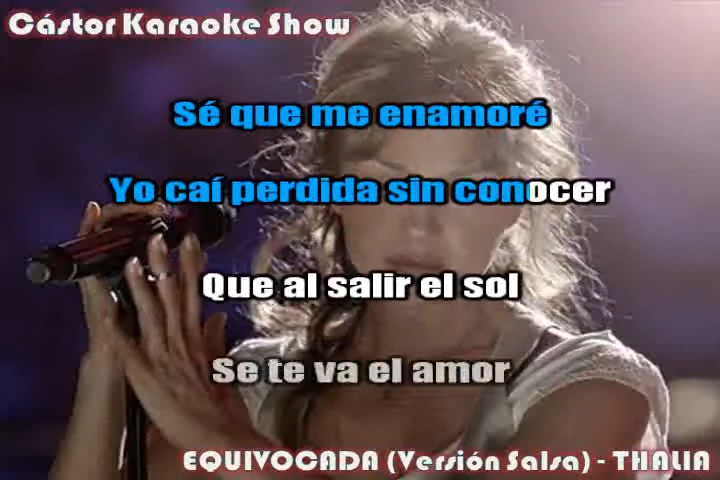 Cástor Karaoke Show
Sé que me enamoré
Yo caí perdida sin conocer
Que al salir el sol
Se te va el amor
EQUIVOCADA (Versión Salsa) - THALIA